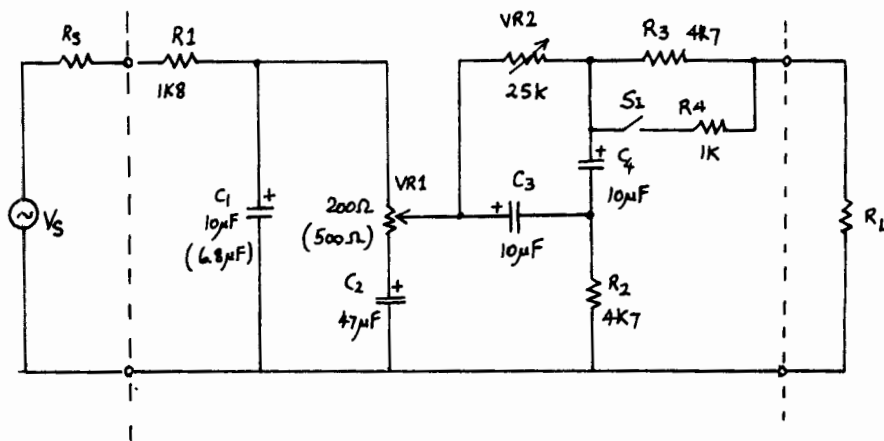 RS
R1
1K8
VR2
25K
R3 4K7
S1
R4
1K
C4
10µF
C3
10µF
C1
10µF
(6.8µF)
VS
VR1
200Ω
(500Ω)
C2
47µF
R2
4K7
RL
+
+
+
+